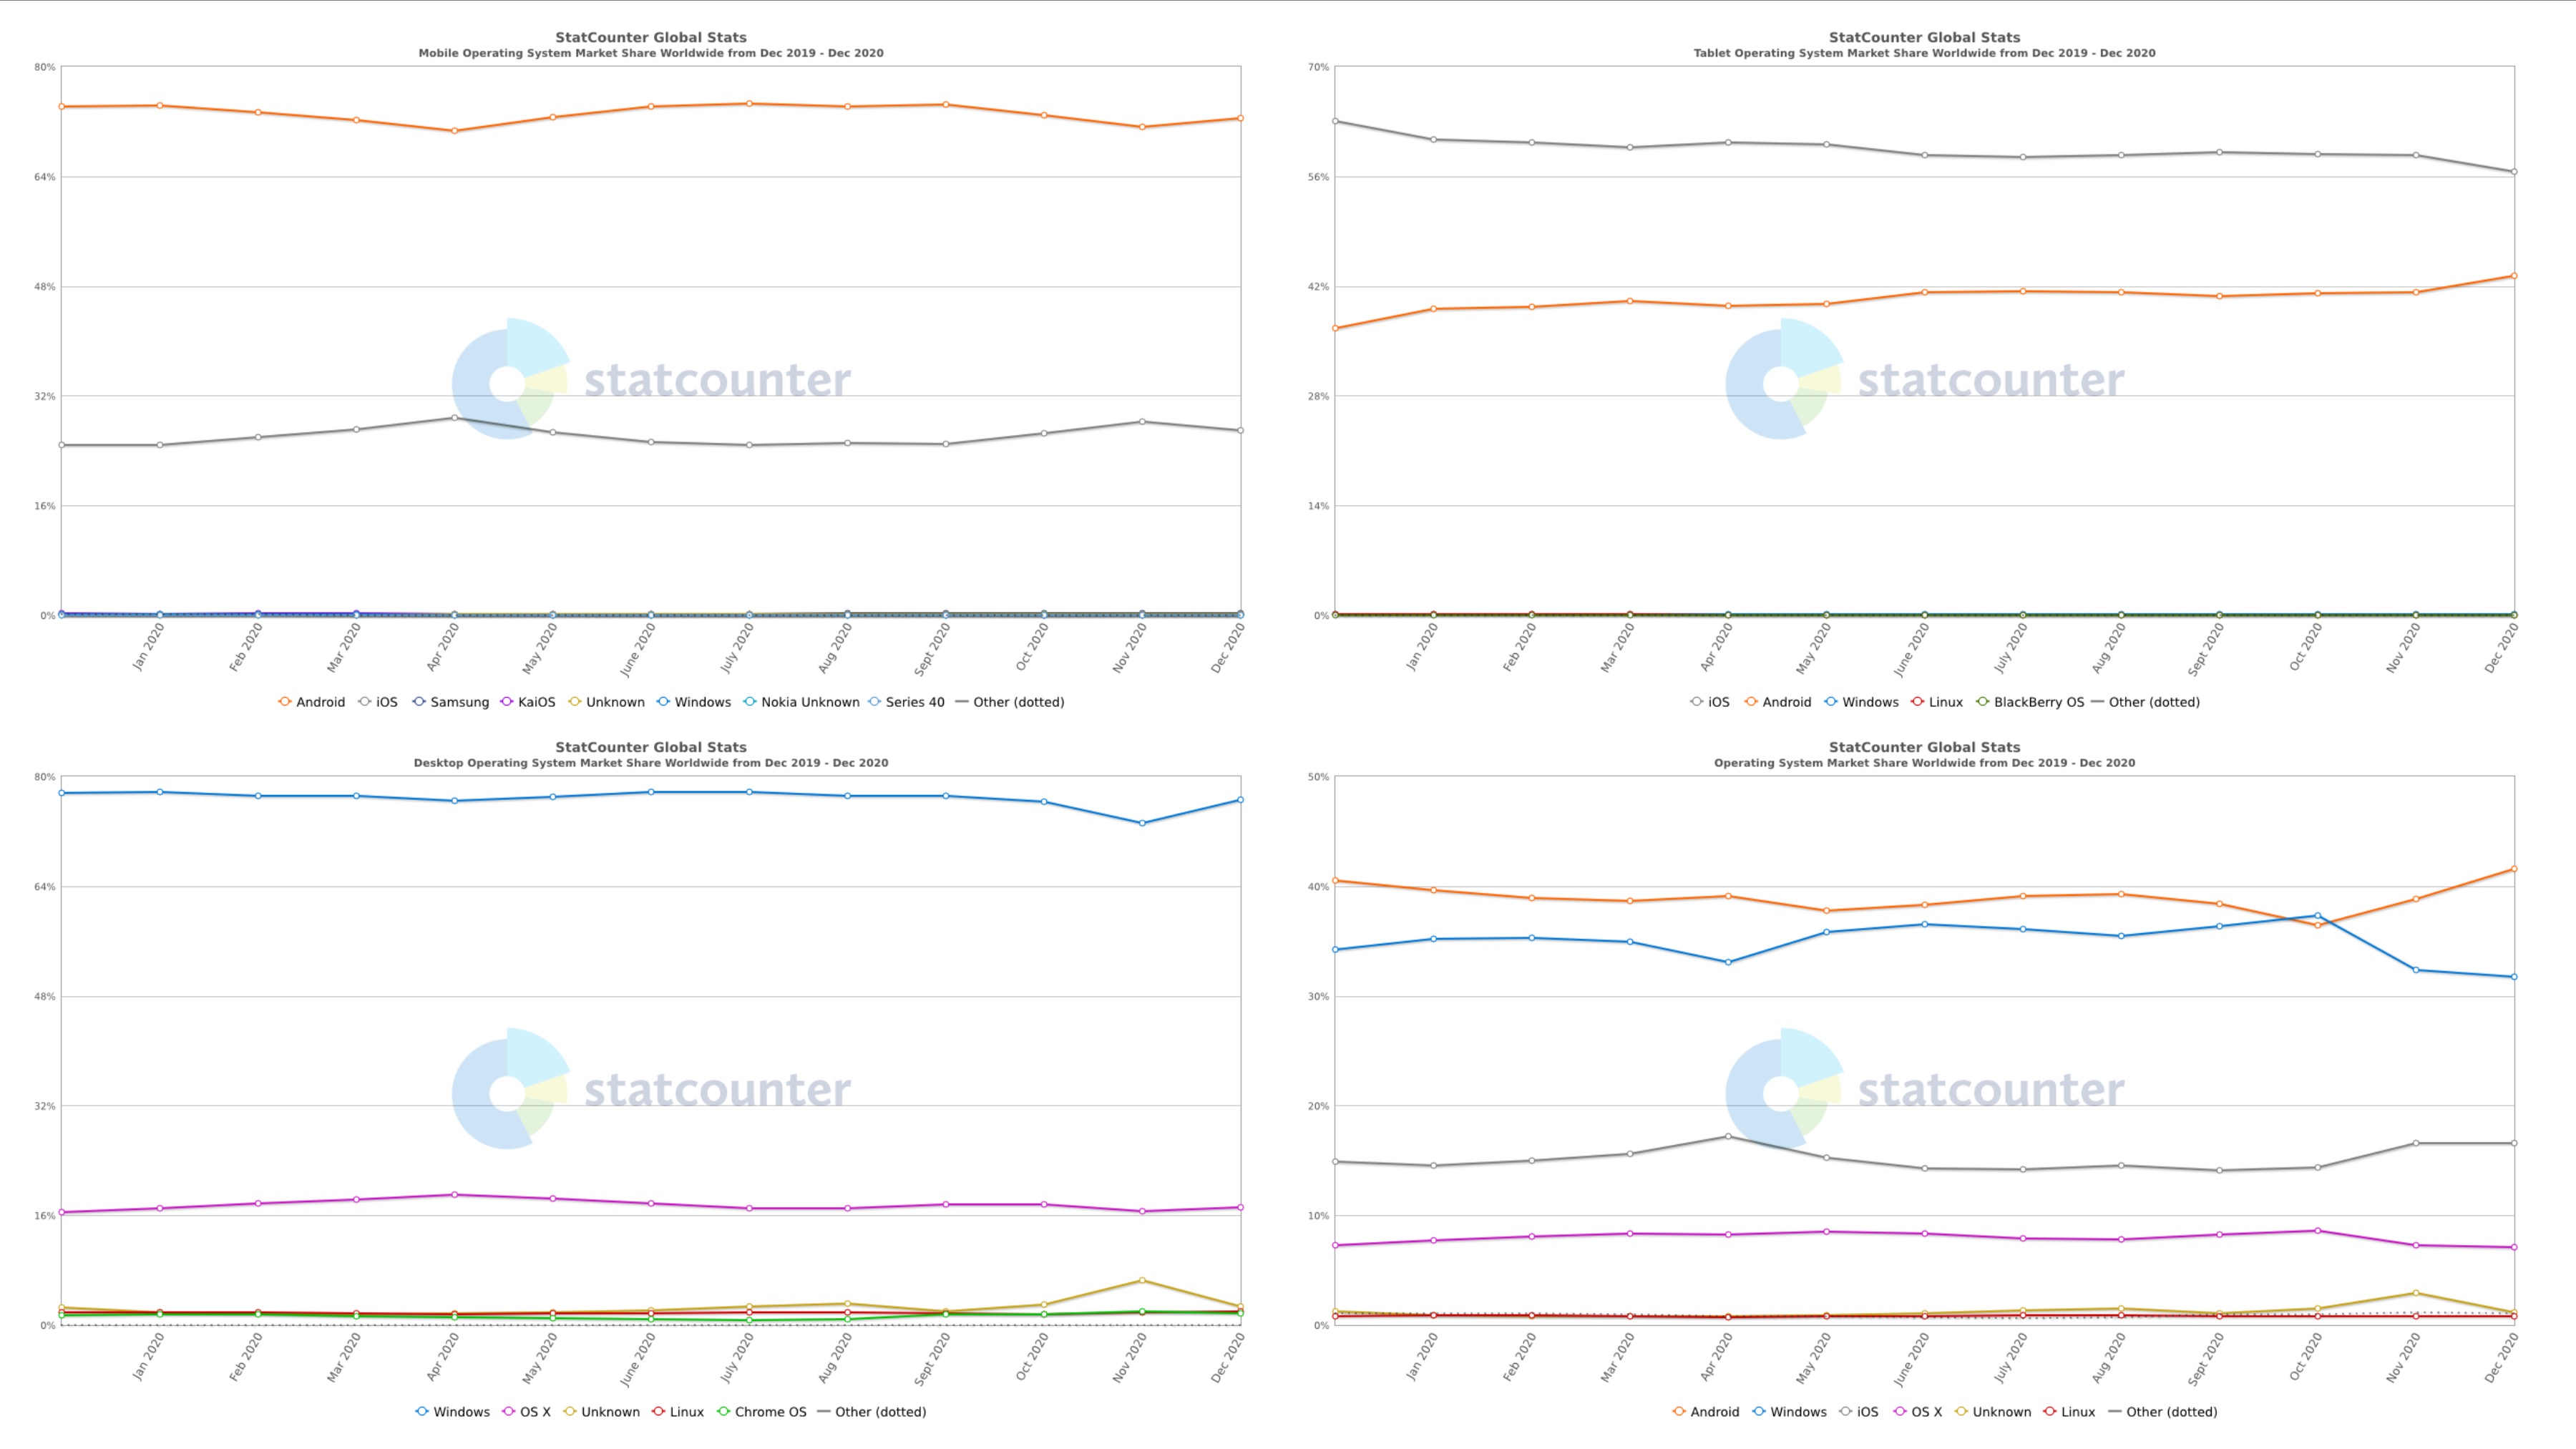 StatCounter Global Stats
Mobile Operating System Market Share Worldwide from Dec 2019 - Dec 2020
80%
64%
48%
32%
16%
0%
statcounter
Jan 2020
Feb 2020
Mar 2020
Apr 2020
May 2020
June 2020
July 2020
Aug 2020
Sept 2020
Oct 2020
Nov 2020
Dec 2020
Android iOS Samsung KaiOS Unknown Windows Nokia Unknown Series 40 Other (dotted)
StatCounter Global Stats
Tablet Operating System Market Share Worldwide from Dec 2019 - Dec 2020
70%
56%
42%
28%
14%
0%
statcounter
Jan 2020
Feb 2020
Mar 2020
Apr 2020
May 2020
June 2020
July 2020
Aug 2020
Sept 2020
Oct 2020
Nov 2020
Dec 2020
iOS Android Windows Linux BlackBerry OS Other (dotted)
StatCounter Global Stats
Desktop Operating System Market Share Worldwide from Dec 2019 - Dec 2020
80%
64%
48%
32%
16%
0%
statcounter
Jan 2020
Feb 2020
Mar 2020
Apr 2020
May 2020
June 2020
July 2020
Aug 2020
Sept 2020
Oct 2020
Nov 2020
Dec 2020
Windows OS X Unknown Linux Chrome OS Other (dotted)
StatCounter Global Stats
Operating System Market Share Worldwide from Dec 2019 - Dec 2020
50%
40%
30%
20%
10%
0%
statcounter
Jan 2020
Feb 2020
Mar 2020
Apr 2020
May 2020
June 2020
July 2020
Aug 2020
Sept 2020
Oct 2020
Nov 2020
Dec 2020
Android Windows iOS OS X Unknown Linux Other (dotted)